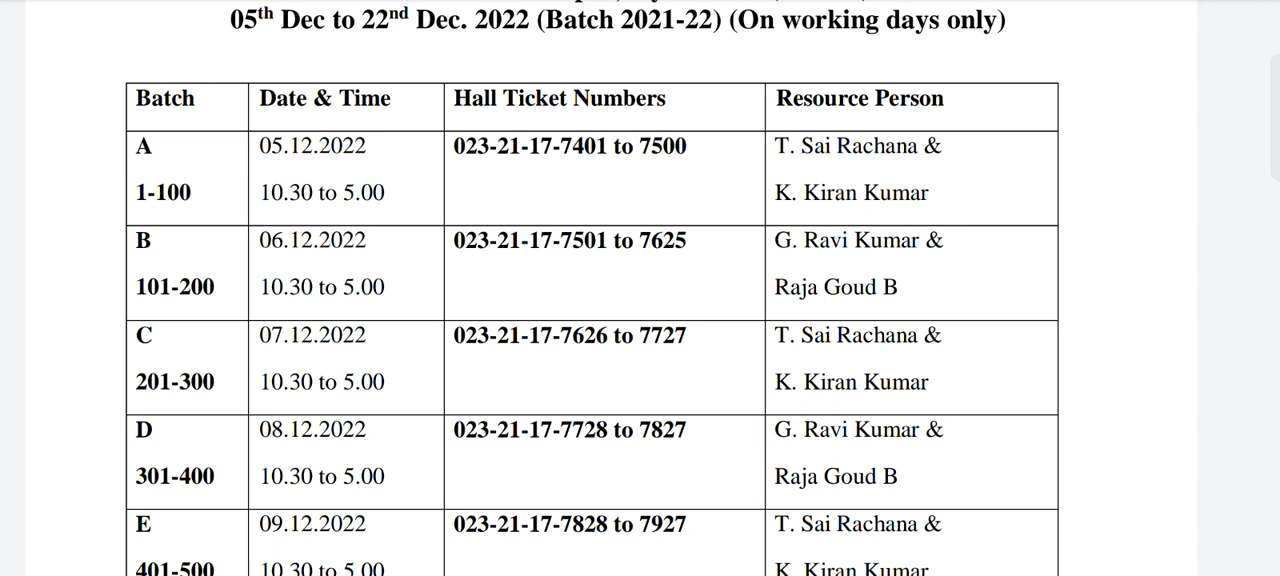 05th Dec to 22nd Dec. 2022 (Batch 2021-22) (On working days only)
Batch Date & Time Hall Ticket Numbers Resource Person
A 05.12.2022 023-21-17-7401 to 7500 T. Sai Rachana &
1-100 10.30 to 5.00 K. Kiran Kumar
B 06.12.2022 023-21-17-7501 to 7625 G. Ravi Kumar &
101-200 10.30 to 5.00 Raja Goud B
C 07.12.2022 023-21-17-7626 to 7727 T. Sai Rachana &
201-300 10.30 to 5.00 K. Kiran Kumar
D 08.12.2022 023-21-17-7728 to 7827 G. Ravi Kumar &
301-400 10.30 to 5.00 Raja Goud B
E 09.12.2022 023-21-17-7828 to 7927 T. Sai Rachana &
401-500 10.30 to 5.00 K. Kiran Kumar